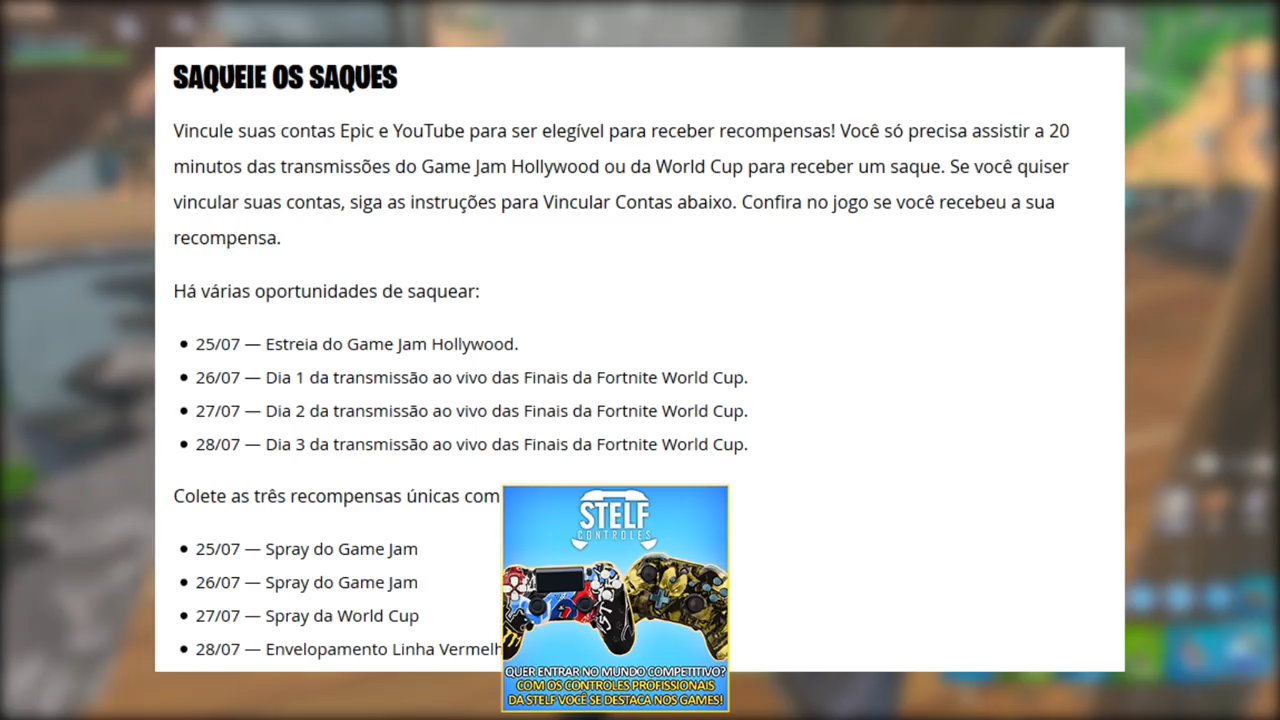 SAQUEIE OS SAQUES
Vincule suas contas Epic e YouTube para ser elegível para receber recompensas! Você só precisa assistir a 20
minutos das transmissões do Game Jam Hollywood ou da World Cup para receber um saque. Se você quiser
vincular suas contas, siga as instruções para Vincular Contas abaixo. Confira no jogo se você recebeu a sua
recompensa.
Há várias oportunidades de saquear:
• 25/07 — Estreia do Game Jam Hollywood.
• 26/07 — Dia 1 da transmissão ao vivo das Finais da Fortnite World Cup.
• 27/07 — Dia 2 da transmissão ao vivo das Finais da Fortnite World Cup.
• 28/07 — Dia 3 da transmissão ao vivo das Finais da Fortnite World Cup.
Colete as três recompensas únicas com
• 25/07 — Spray do Game Jam
• 26/07 — Spray do Game Jam
• 27/07 — Spray da World Cup
• 28/07 — Envelopamento Linha Vermelh
STELF
CONTROLES
QUER ENTRAR NO MUNDO COMPETITIVO?
COM OS CONTROLES PROFISSIONAIS
DA STELF VOCÊ SE DESTACA NOS GAMES!